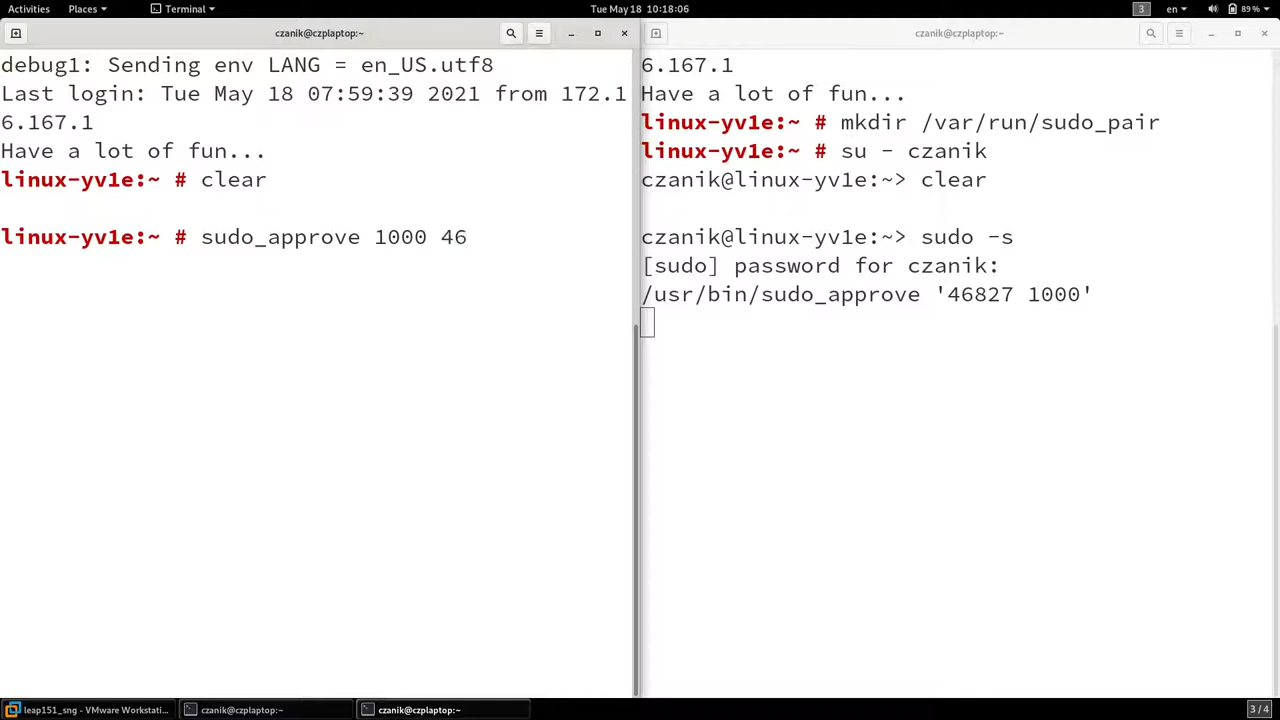 Activities Places Terminal Tue May 18 10:18:06 3 en 89 %
czanik@czplaptop:~
debug1: Sending env LANG = en_US.utf8
Last login: Tue May 18 07:59:39 2021 from 172.1
6.167.1
Have a lot of fun...
linux-yv1e:~ # clear
linux-yv1e:~ # sudo_approve 1000 46
czanik@czplaptop:~
6.167.1
Have a lot of fun...
linux-yv1e:~ # mkdir /var/run/sudo_pair
linux-yv1e:~ # su - czanik
czanik@linux-yv1e:~> clear
czanik@linux-yv1e:~> sudo -s
[sudo] password for czanik:
/usr/bin/sudo_approve '46827 1000'
leap151_sng - VMware Workstati... czanik@czplaptop:~ czanik@czplaptop:~ 3 / 4